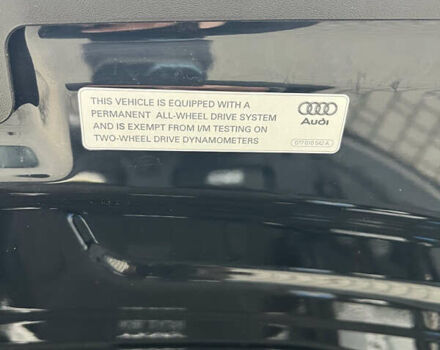 THIS VEHICLE IS EQUIPPED WITH A
PERMANENT ALL-WHEEL DRIVE SYSTEM
AND IS EXEMPT FROM I/M TESTING ON
TWO-WHEEL DRIVE DYNAMOMETERS
Audi